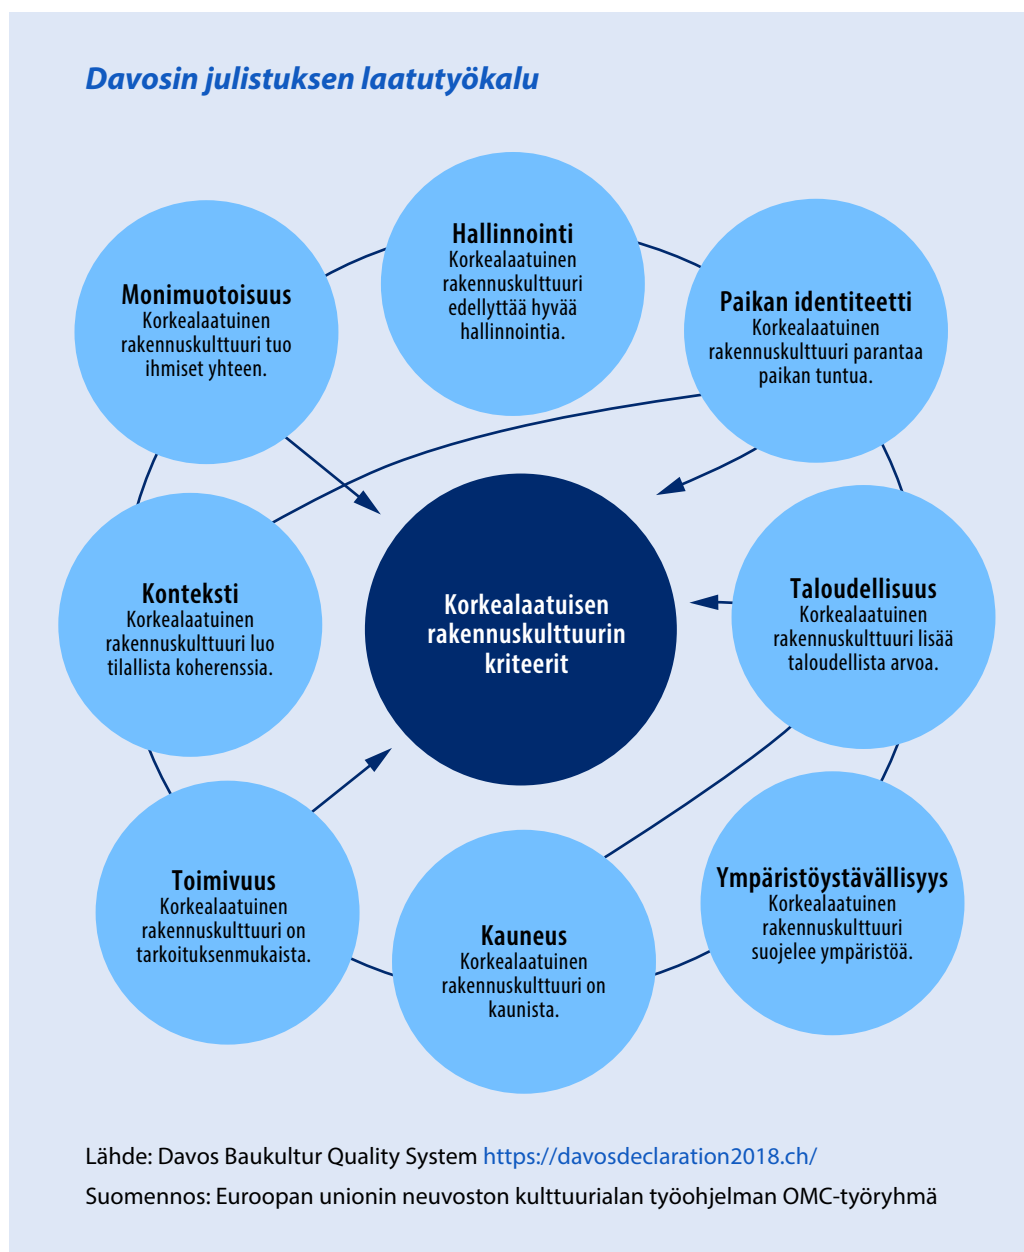 Davosin julistuksen laatutyökalu
Hallinnointi
Korkealaatuinen
rakennuskulttuuri
edellyttää hyvää
hallinnointia.
Monimuotoisuus
Korkealaatuinen
rakennuskulttuuri tuo
ihmiset yhteen.
Paikan identiteetti
Korkealaatuinen
rakennuskulttuuri parantaa
paikan tuntua.
Konteksti
Korkealaatuinen
rakennuskulttuuri luo
tilallista koherenssia.
Korkealaatuisen
rakennuskulttuurin
kriteerit
Taloudellisuus
Korkealaatuinen
rakennuskulttuuri lisää
taloudellista arvoa.
Toimivuus
Korkealaatuinen
rakennuskulttuuri on
tarkoituksenmukaista.
Kauneus
Korkealaatuinen
rakennuskulttuuri on
kaunista.
Ympäristöystävällisyys
Korkealaatuinen
rakennuskulttuuri
suojelee ympäristöä.
Lähde: Davos Baukultur Quality System https://davosdeclaration2018.ch/
Suomennos: Euroopan unionin neuvoston kulttuurialan työohjelman OMC-työryhmä